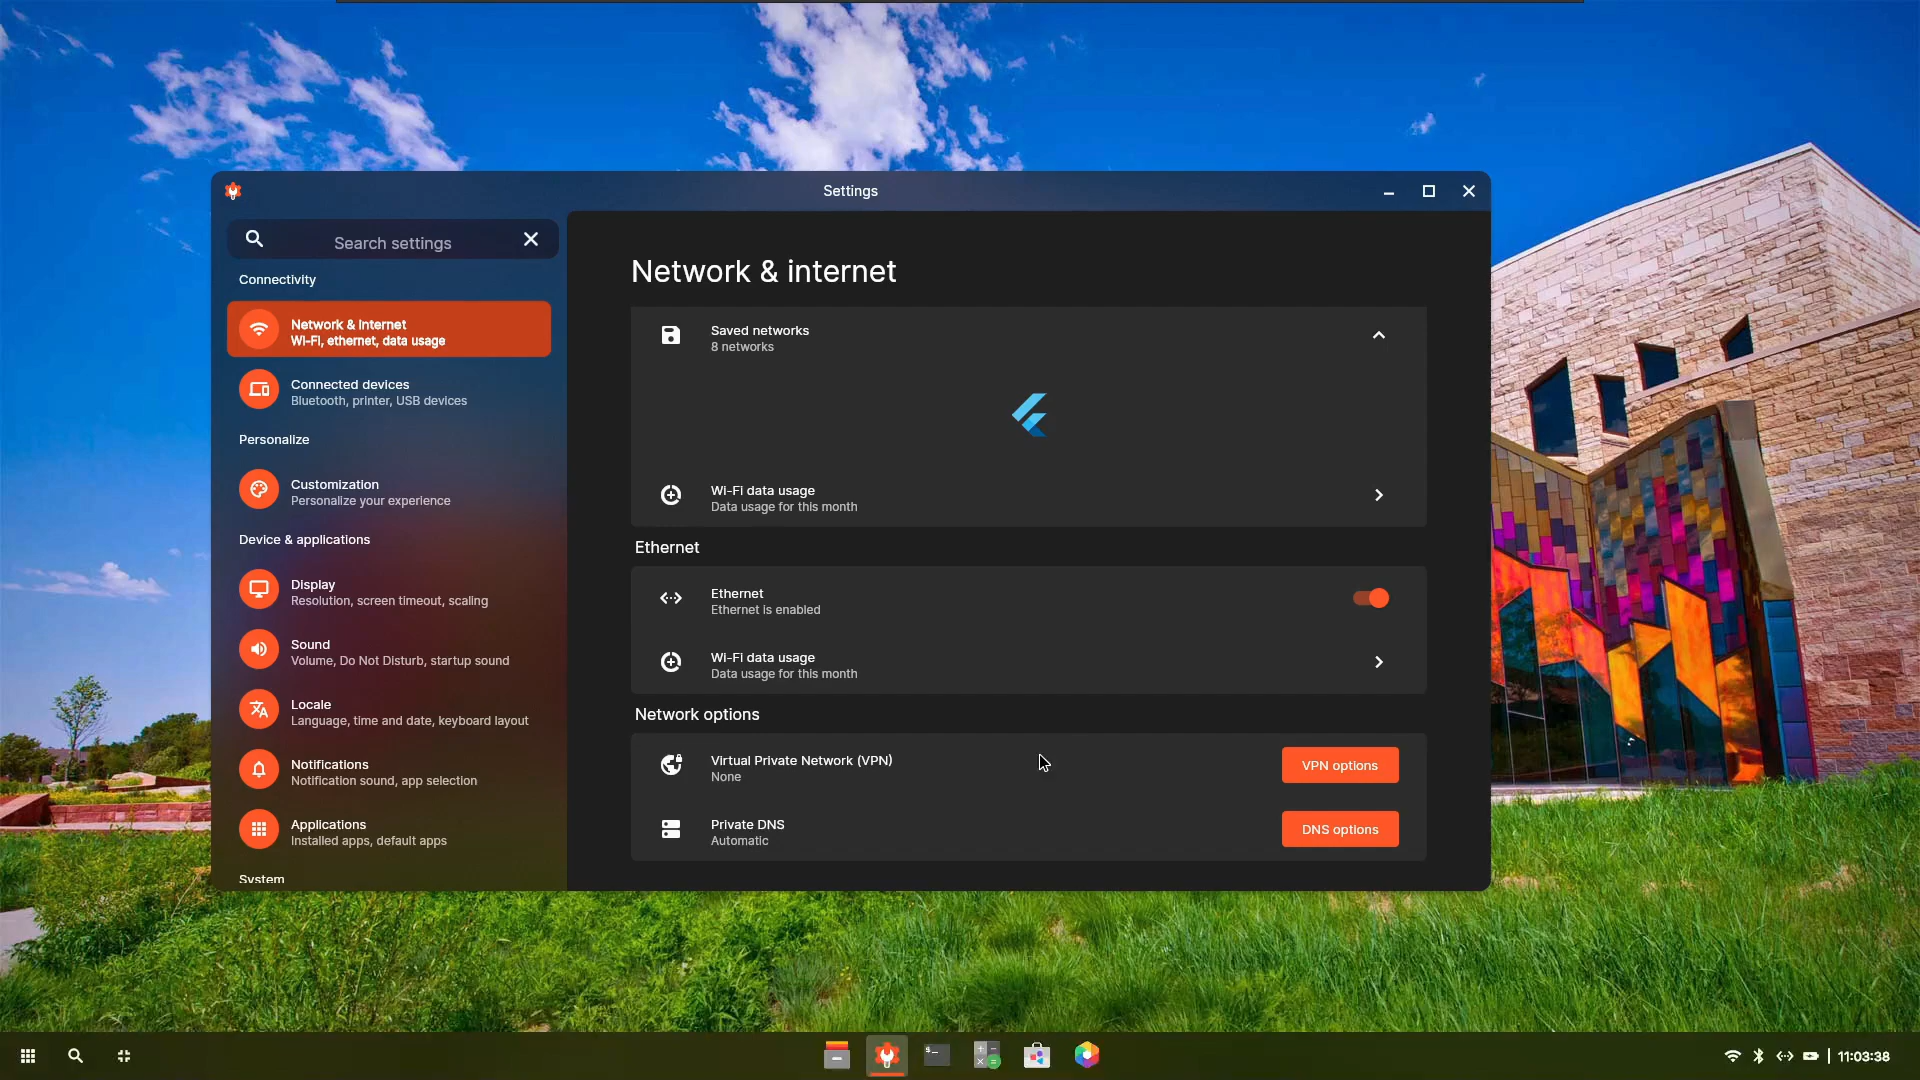 Settings
Search settings
Connectivity
Network & internet
Wi-Fi, ethernet, data usage
Connected devices
Bluetooth, printer, USB devices
Personalize
Customization
Personalize your experience
Device & applications
Display
Resolution, screen timeout, scaling
Sound
Volume, Do Not Disturb, startup sound
Locale
Language, time and date, keyboard layout
Notifications
Notification sound, app selection
Applications
Installed apps, default apps
System
Network & internet
Saved networks
8 networks
Wi-Fi data usage
Data usage for this month
Ethernet
Ethernet
Ethernet is enabled
Wi-Fi data usage
Data usage for this month
Network options
Virtual Private Network (VPN)
None
VPN options
Private DNS
Automatic
DNS options
11:03:38